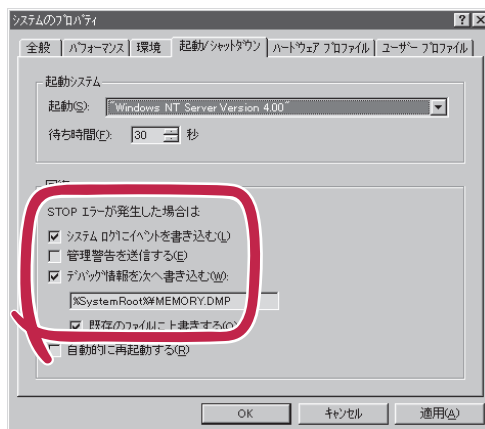 システムのプロパティ
全般 パフォーマンス 環境 起動/シャットダウン ハードウェア プロファイル ユーザー プロファイル
起動システム
起動(S): "Windows NT Server Version 4.00"
待ち時間(F): 30 秒
STOP エラーが発生した場合は
システム ログにイベントを書き込む(L)
管理警告を送信する(E)
デバッグ情報を次へ書き込む(W):
%SystemRoot%¥MEMORY.DMP
既存のファイルに上書きする(O)
自動的に再起動する(R)
OK キャンセル 適用(A)